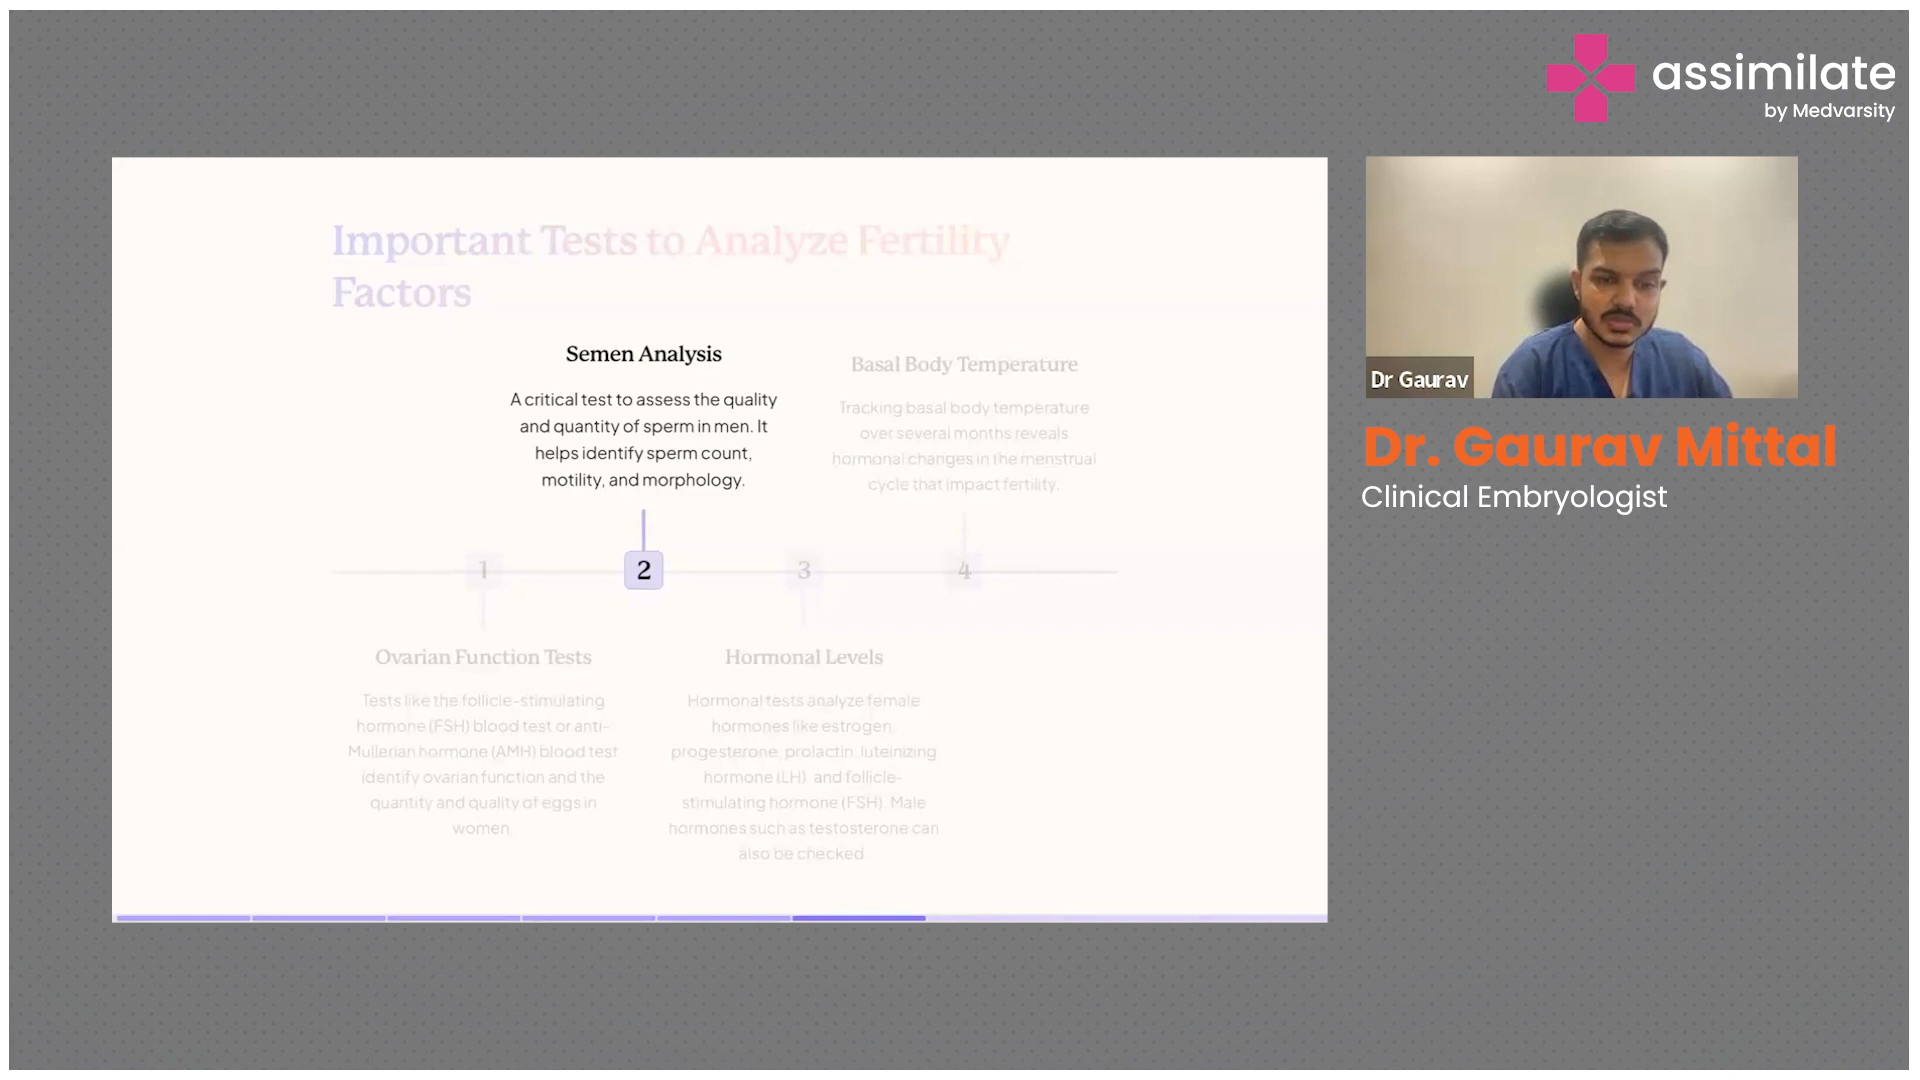 assimilate
by Medvarsity
Important Tests to Analyze Fertility
Factors
Semen Analysis
A critical test to assess the quality
and quantity of sperm in men. It
helps identify sperm count,
motility, and morphology.
Basal Body Temperature
Tracking basal body temperature
over several months reveals
hormonal changes in the menstrual
cycle that impact fertility.
1
2
3
4
Ovarian Function Tests
Tests like the follicle-stimulating
hormone (FSH) blood test or anti-
Mullerian hormone (AMH) blood test
identify ovarian function and the
quantity and quality of eggs in
women.
Hormonal Levels
Hormonal tests analyze female
hormones like estrogen,
progesterone, prolactin, luteinizing
hormone (LH), and follicle-
stimulating hormone (FSH). Male
hormones such as testosterone can
also be checked.
Dr Gaurav
Dr. Gaurav Mittal
Clinical Embryologist